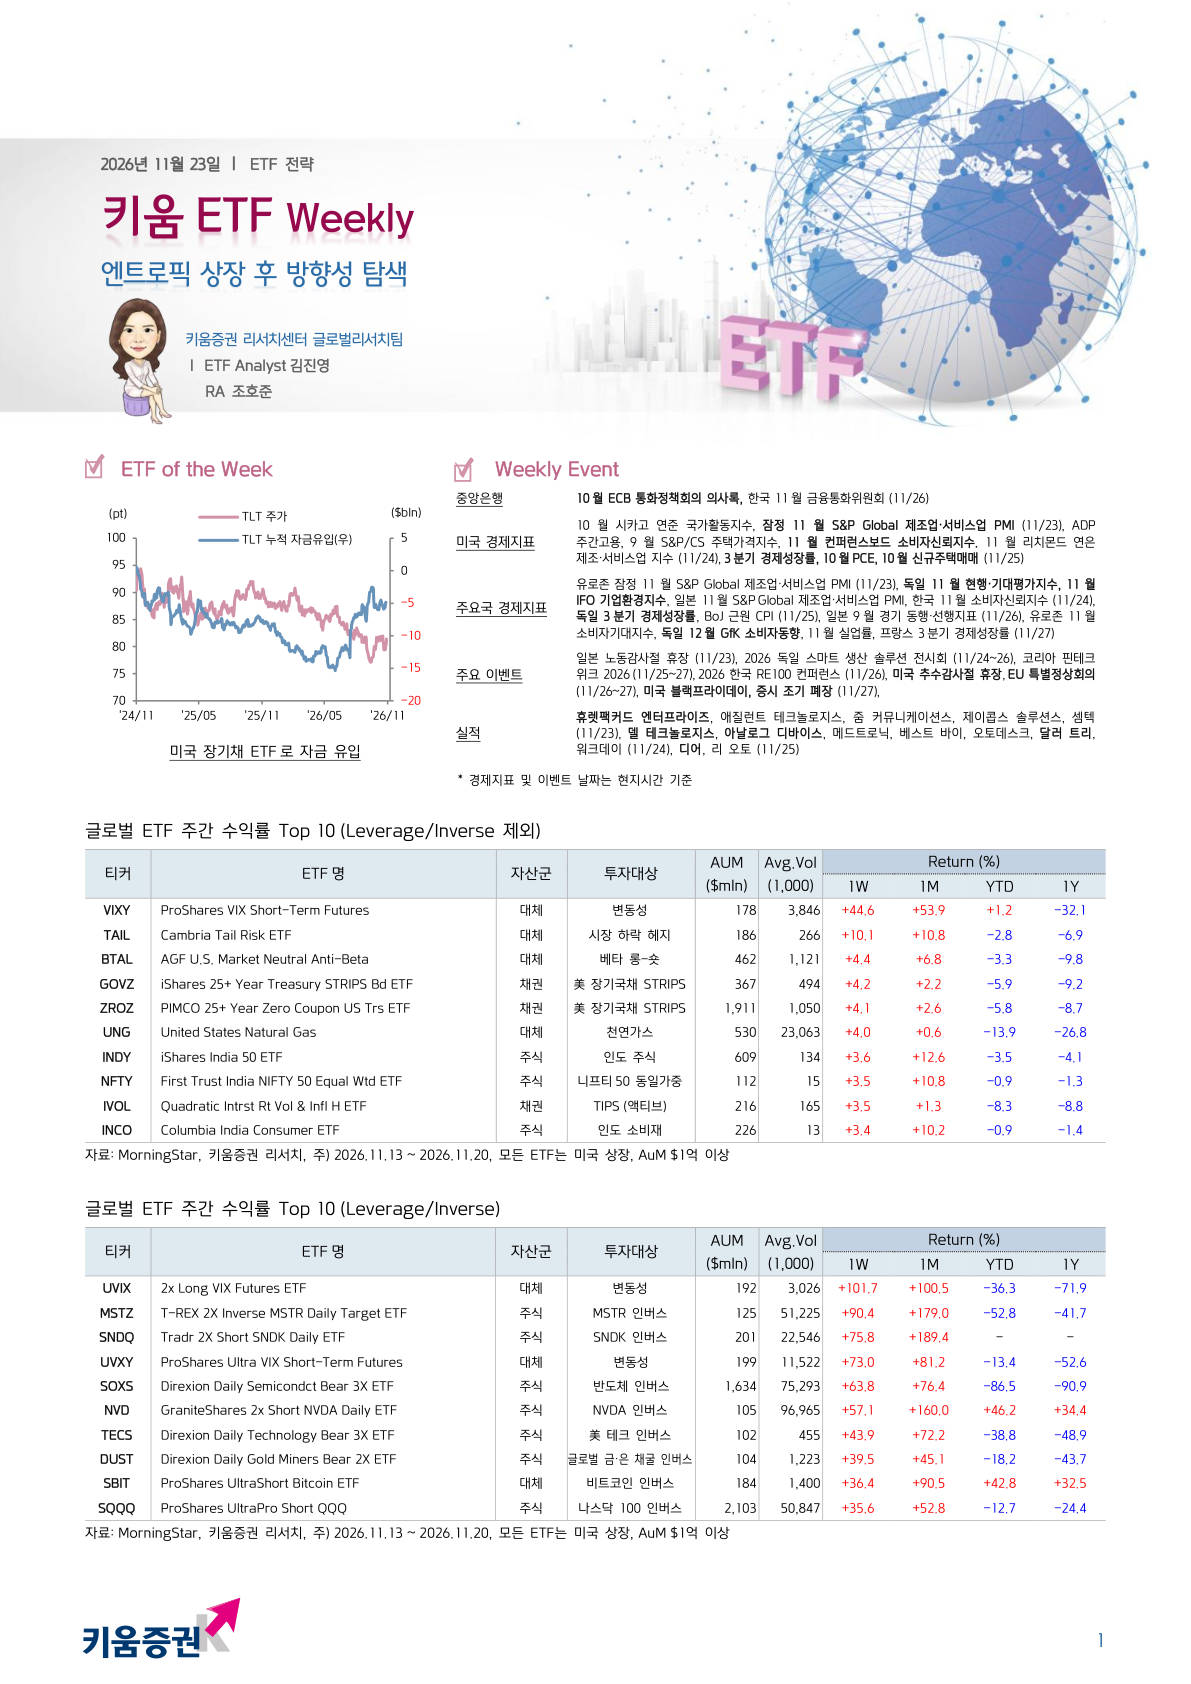 2026년 11월 23일 ㅣ ETF 전략
키움 ETF Weekly
엔트로픽 상장 후 방향성 탐색
키움증권 리서치센터 글로벌리서치팀
ㅣ ETF Analyst 김진영
RA 조호준
ETF
ETF of the Week
(pt)
($bln)
TLT 주가
TLT 누적 자금유입(우)
100
95
90
85
80
75
70
5
0
-5
-10
-15
-20
'24/11 '25/05 '25/11 '26/05 '26/11
미국 장기채 ETF로 자금 유입
Weekly Event
중앙은행
10월 ECB 통화정책회의 의사록, 한국 11월 금융통화위원회 (11/26)
미국 경제지표
10 월 시카고 연준 국가활동지수, 잠정 11 월 S&P Global 제조업·서비스업 PMI (11/23), ADP
주간고용, 9 월 S&P/CS 주택가격지수, 11 월 컨퍼런스보드 소비자신뢰지수, 11 월 리치몬드 연은
제조·서비스업 지수 (11/24), 3분기 경제성장률, 10월 PCE, 10월 신규주택매매 (11/25)
주요국 경제지표
유로존 잠정 11 월 S&P Global 제조업·서비스업 PMI (11/23), 독일 11 월 현행·기대평가지수, 11 월
IFO 기업환경지수, 일본 11월 S&P Global 제조업·서비스업 PMI, 한국 11월 소비자신뢰지수 (11/24),
독일 3 분기 경제성장률, BoJ 근원 CPI (11/25), 일본 9 월 경기 동행·선행지표 (11/26), 유로존 11 월
소비자기대지수, 독일 12월 GfK 소비자동향, 11월 실업률, 프랑스 3분기 경제성장률 (11/27)
주요 이벤트
일본 노동감사절 휴장 (11/23), 2026 독일 스마트 생산 솔루션 전시회 (11/24~26), 코리아 핀테크
위크 2026 (11/25~27), 2026 한국 RE100 컨퍼런스 (11/26), 미국 추수감사절 휴장, EU 특별정상회의
(11/26~27), 미국 블랙프라이데이, 증시 조기 폐장 (11/27),
실적
휴렛팩커드 엔터프라이즈, 애질런트 테크놀로지스, 줌 커뮤니케이션스, 제이콥스 솔루션스, 셈텍
(11/23), 델 테크놀로지스, 아날로그 디바이스, 메드트로닉, 베스트 바이, 오토데스크, 달러 트리,
워크데이 (11/24), 디어, 리 오토 (11/25)
* 경제지표 및 이벤트 날짜는 현지시간 기준
글로벌 ETF 주간 수익률 Top 10 (Leverage/Inverse 제외)
티커 ETF 명 자산군 투자대상 AUM ($mln) Avg.Vol (1,000) Return (%)
1W 1M YTD 1Y
VIXY ProShares VIX Short-Term Futures 대체 변동성 178 3,846 +44.6 +53.9 +1.2 -32.1
TAIL Cambria Tail Risk ETF 대체 시장 하락 헤지 186 266 +10.1 +10.8 -2.8 -6.9
BTAL AGF U.S. Market Neutral Anti-Beta 대체 베타 롱-숏 462 1,121 +4.4 +6.8 -3.3 -9.8
GOVZ iShares 25+ Year Treasury STRIPS Bd ETF 채권 美 장기국채 STRIPS 367 494 +4.2 +2.2 -5.9 -9.2
ZROZ PIMCO 25+ Year Zero Coupon US Trs ETF 채권 美 장기국채 STRIPS 1,911 1,050 +4.1 +2.6 -5.8 -8.7
UNG United States Natural Gas 대체 천연가스 530 23,063 +4.0 +0.6 -13.9 -26.8
INDY iShares India 50 ETF 주식 인도 주식 609 134 +3.6 +12.6 -3.5 -4.1
NFTY First Trust India NIFTY 50 Equal Wtd ETF 주식 니프티50 동일가중 112 15 +3.5 +10.8 -0.9 -1.3
IVOL Quadratic Intrst Rt Vol & Infl H ETF 채권 TIPS (액티브) 216 165 +3.5 +1.3 -8.3 -8.8
INCO Columbia India Consumer ETF 주식 인도 소비재 226 13 +3.4 +10.2 -0.9 -1.4
자료: MorningStar, 키움증권 리서치, 주) 2026.11.13 ~ 2026.11.20, 모든 ETF는 미국 상장, AuM $1억 이상
글로벌 ETF 주간 수익률 Top 10 (Leverage/Inverse)
티커 ETF 명 자산군 투자대상 AUM ($mln) Avg.Vol (1,000) Return (%)
1W 1M YTD 1Y
UVIX 2x Long VIX Futures ETF 대체 변동성 192 3,026 +101.7 +100.5 -36.3 -71.9
MSTZ T-REX 2X Inverse MSTR Daily Target ETF 주식 MSTR 인버스 125 51,225 +90.4 +179.0 -52.8 -41.7
SNDQ Tradr 2X Short SNDK Daily ETF 주식 SNDK 인버스 201 22,546 +75.8 +189.4 - -
UVXY ProShares Ultra VIX Short-Term Futures 대체 변동성 199 11,522 +73.0 +81.2 -13.4 -52.6
SOXS Direxion Daily Semicondct Bear 3X ETF 주식 반도체 인버스 1,634 75,293 +63.8 +76.4 -86.5 -90.9
NVD GraniteShares 2x Short NVDA Daily ETF 주식 NVDA 인버스 105 96,965 +57.1 +160.0 +46.2 +34.4
TECS Direxion Daily Technology Bear 3X ETF 주식 美 테크 인버스 102 455 +43.9 +72.2 -38.8 -48.9
DUST Direxion Daily Gold Miners Bear 2X ETF 주식 글로벌 금·은 채굴 인버스 104 1,223 +39.5 +45.1 -18.2 -43.7
SBIT ProShares UltraShort Bitcoin ETF 대체 비트코인 인버스 184 1,400 +36.4 +90.5 +42.8 +32.5
SQQQ ProShares UltraPro Short QQQ 주식 나스닥 100 인버스 2,103 50,847 +35.6 +52.8 -12.7 -24.4
자료: MorningStar, 키움증권 리서치, 주) 2026.11.13 ~ 2026.11.20, 모든 ETF는 미국 상장, AuM $1억 이상
키움증권
1